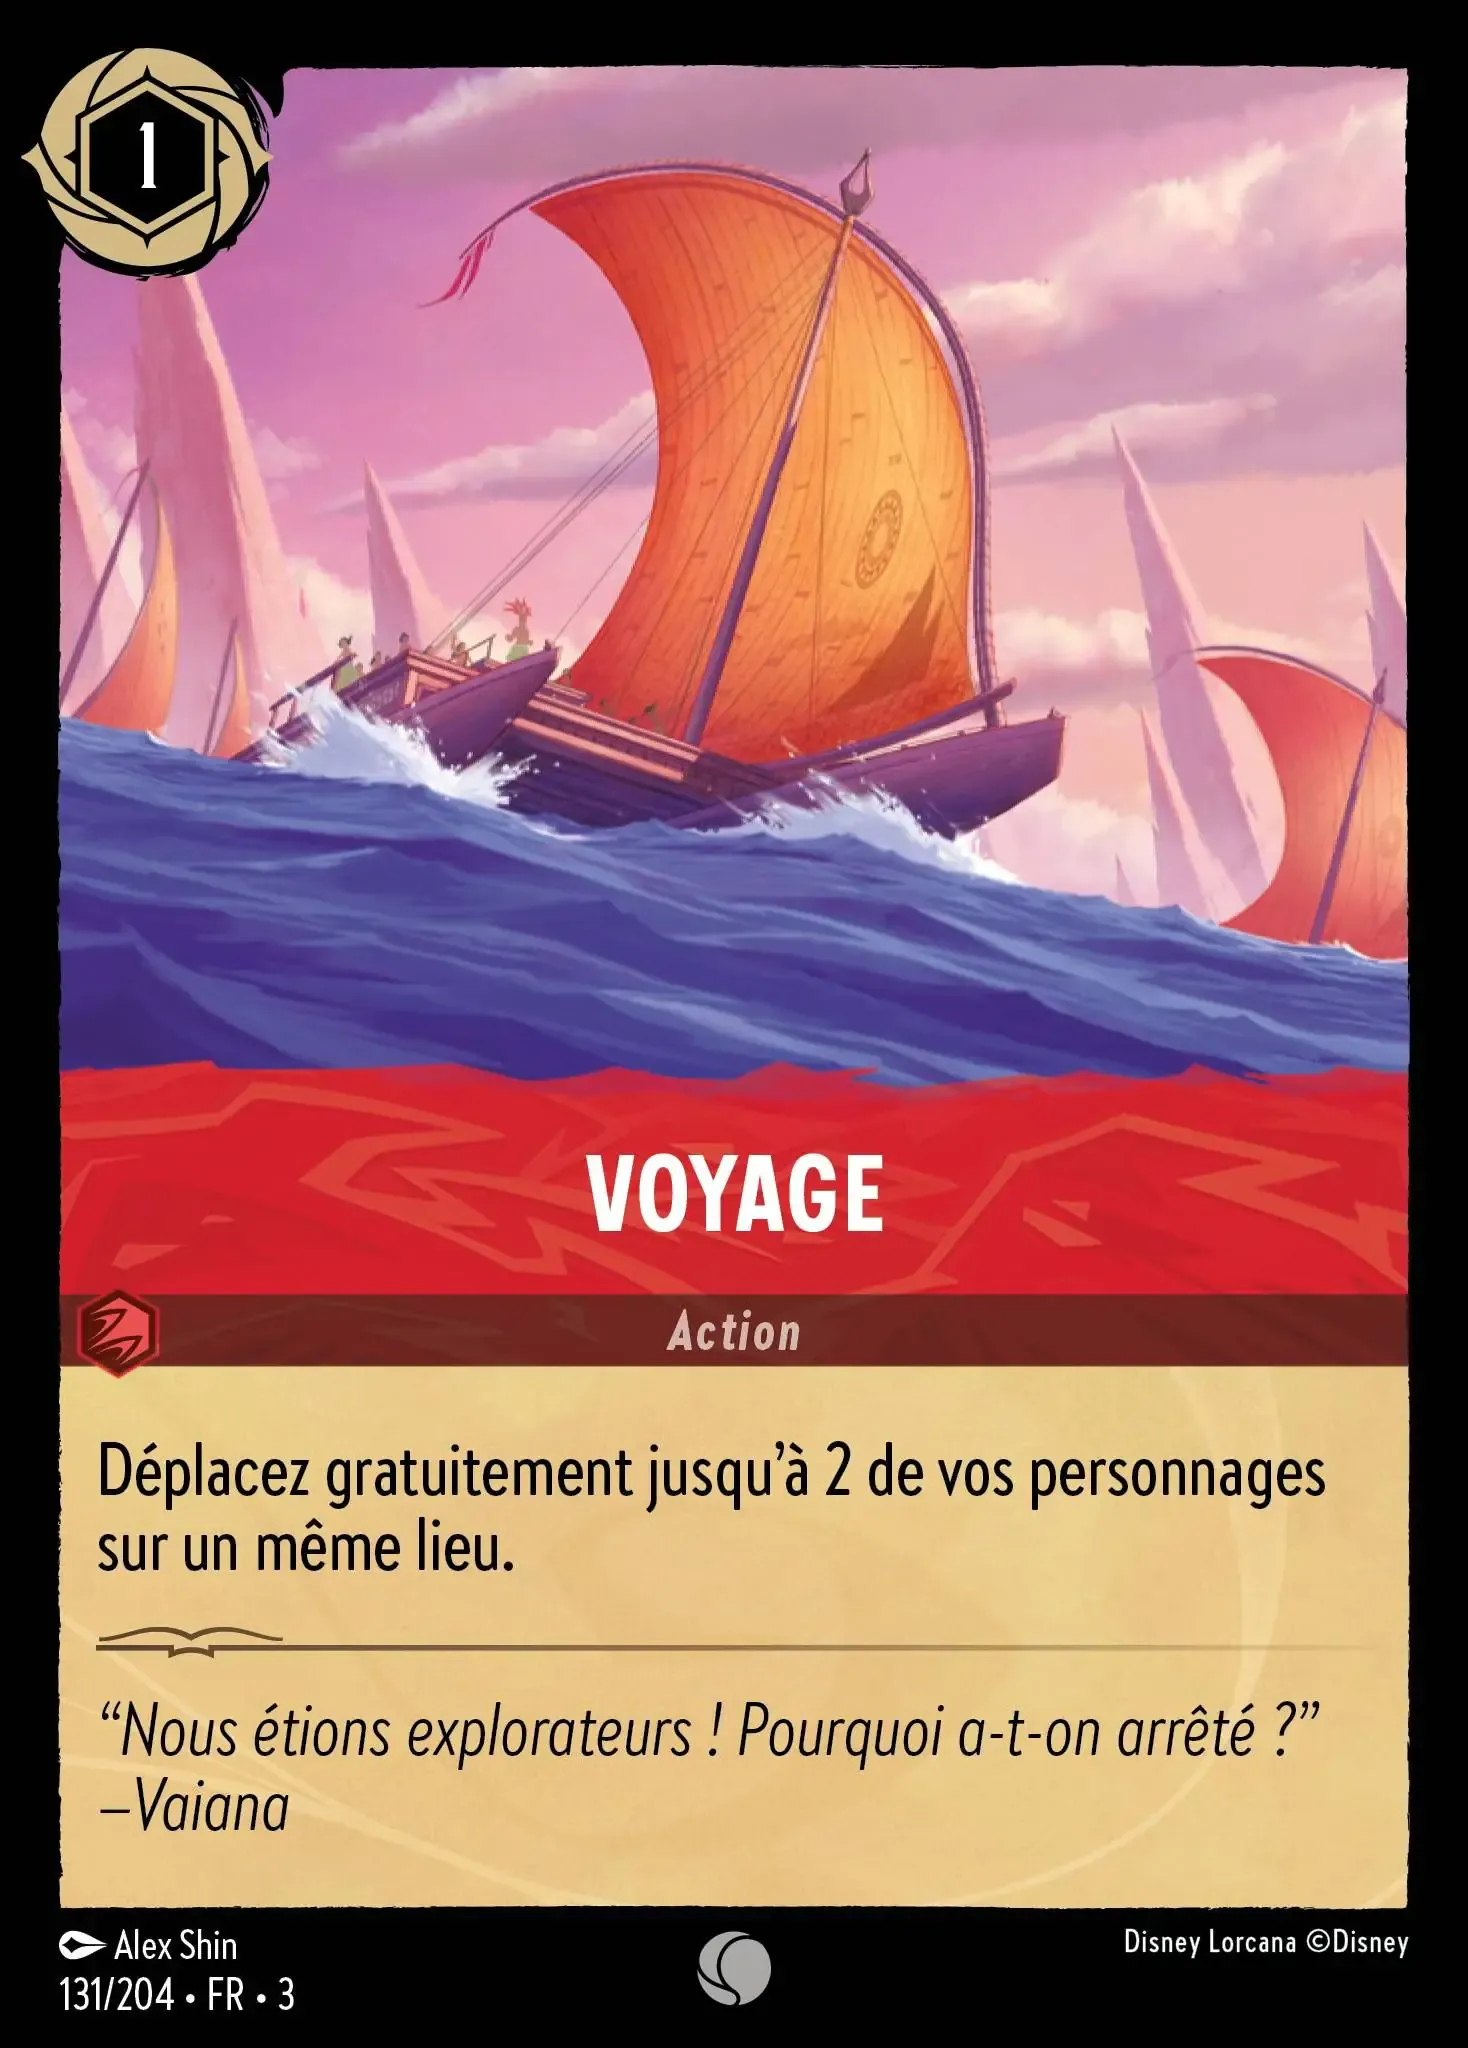 1
VOYAGE
Action
Déplacez gratuitement jusqu’à 2 de vos personnages
sur un même lieu.
“Nous étions explorateurs ! Pourquoi a-t-on arrêté ?”
–Vaiana
Alex Shin
Disney Lorcana ©Disney
131/204 • FR • 3